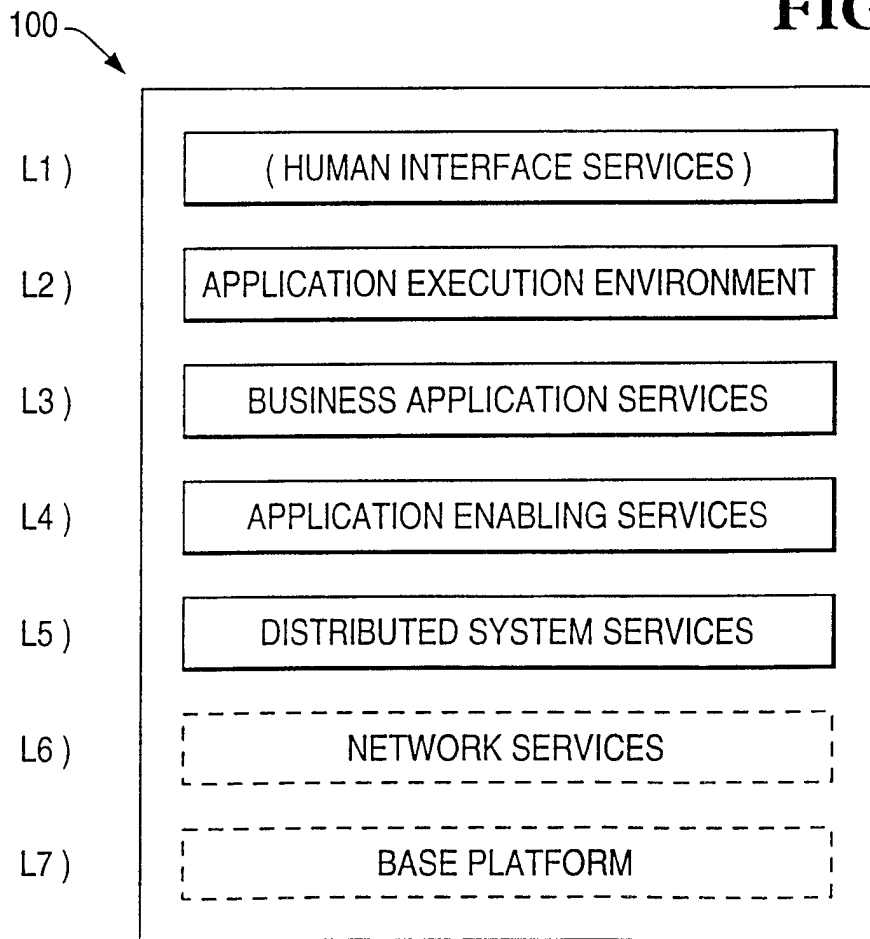 FIG
100
L1 ) ( HUMAN INTERFACE SERVICES )
L2 ) APPLICATION EXECUTION ENVIRONMENT
L3 ) BUSINESS APPLICATION SERVICES
L4 ) APPLICATION ENABLING SERVICES
L5 ) DISTRIBUTED SYSTEM SERVICES
L6 ) NETWORK SERVICES
L7 ) BASE PLATFORM